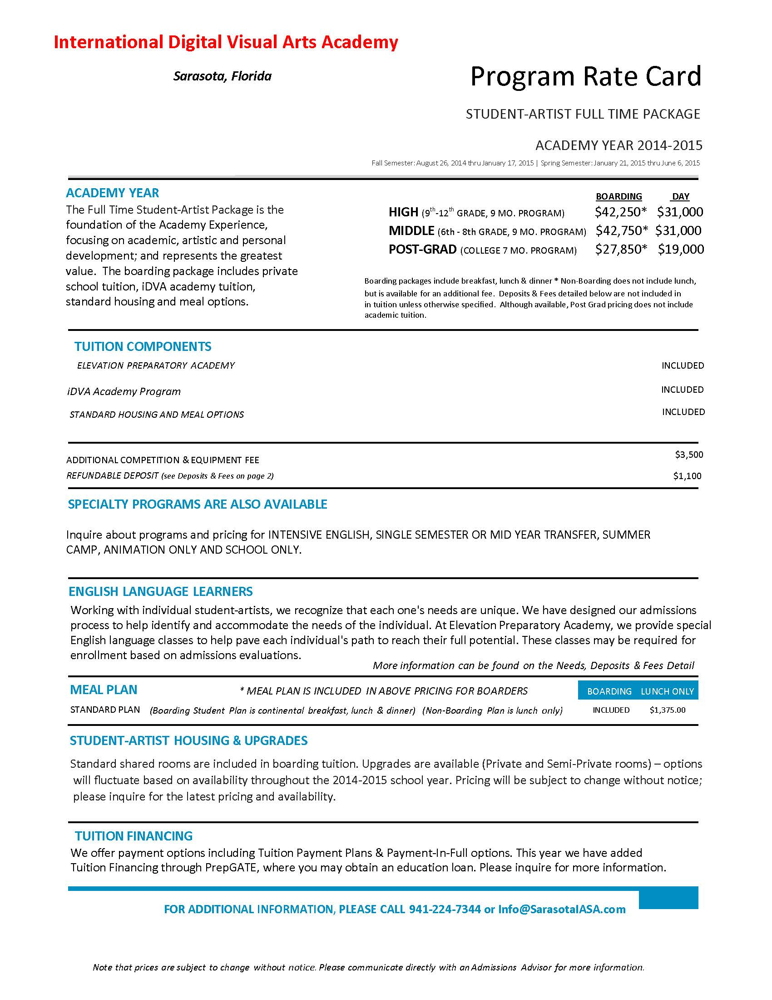 International Digital Visual Arts Academy
Sarasota, Florida
Program Rate Card
STUDENT-ARTIST FULL TIME PACKAGE
ACADEMY YEAR 2014-2015
Fall Semester: August 26, 2014 thru January 17, 2015 | Spring Semester: January 21, 2015 thru June 6, 2015
ACADEMY YEAR
The Full Time Student-Artist Package is the
foundation of the Academy Experience,
focusing on academic, artistic and personal
development; and represents the greatest
value.  The boarding package includes private
school tuition, iDVA academy tuition,
standard housing and meal options.
BOARDING DAY
HIGH (9th-12th GRADE, 9 MO. PROGRAM) $42,250* $31,000
MIDDLE (6th - 8th GRADE, 9 MO. PROGRAM) $42,750* $31,000
POST-GRAD (COLLEGE 7 MO. PROGRAM) $27,850* $19,000
Boarding packages include breakfast, lunch & dinner * Non-Boarding does not include lunch,
but is available for an additional fee.  Deposits & Fees detailed below are not included in
in tuition unless otherwise specified.  Although available, Post Grad pricing does not include
academic tuition.
TUITION COMPONENTS
ELEVATION PREPARATORY ACADEMY INCLUDED
iDVA Academy Program INCLUDED
STANDARD HOUSING AND MEAL OPTIONS INCLUDED
ADDITIONAL COMPETITION & EQUIPMENT FEE $3,500
REFUNDABLE DEPOSIT (see Deposits & Fees on page 2) $1,100
SPECIALTY PROGRAMS ARE ALSO AVAILABLE
Inquire about programs and pricing for INTENSIVE ENGLISH, SINGLE SEMESTER OR MID YEAR TRANSFER, SUMMER
CAMP, ANIMATION ONLY AND SCHOOL ONLY.
ENGLISH LANGUAGE LEARNERS
Working with individual student-artists, we recognize that each one's needs are unique. We have designed our admissions
process to help identify and accommodate the needs of the individual. At Elevation Preparatory Academy, we provide special
English language classes to help pave each individual's path to reach their full potential. These classes may be required for
enrollment based on admissions evaluations.
More information can be found on the Needs, Deposits & Fees Detail
MEAL PLAN * MEAL PLAN IS INCLUDED IN ABOVE PRICING FOR BOARDERS BOARDING LUNCH ONLY
STANDARD PLAN (Boarding Student Plan is continental breakfast, lunch & dinner) (Non-Boarding Plan is lunch only) INCLUDED $1,375.00
STUDENT-ARTIST HOUSING & UPGRADES
Standard shared rooms are included in boarding tuition. Upgrades are available (Private and Semi-Private rooms) – options
will fluctuate based on availability throughout the 2014-2015 school year. Pricing will be subject to change without notice;
please inquire for the latest pricing and availability.
TUITION FINANCING
We offer payment options including Tuition Payment Plans & Payment-In-Full options. This year we have added
Tuition Financing through PrepGATE, where you may obtain an education loan. Please inquire for more information.
FOR ADDITIONAL INFORMATION, PLEASE CALL 941-224-7344 or Info@SarasotaIASA.com
Note that prices are subject to change without notice. Please communicate directly with an Admissions Advisor for more information.